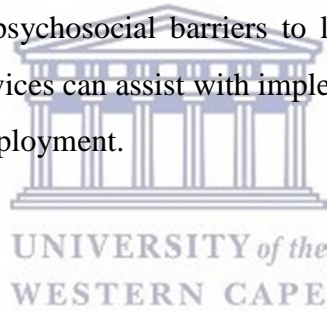 psychosocial barriers to l
vices can assist with imple
ployment.
UNIVERSITY of the
WESTERN CAPE